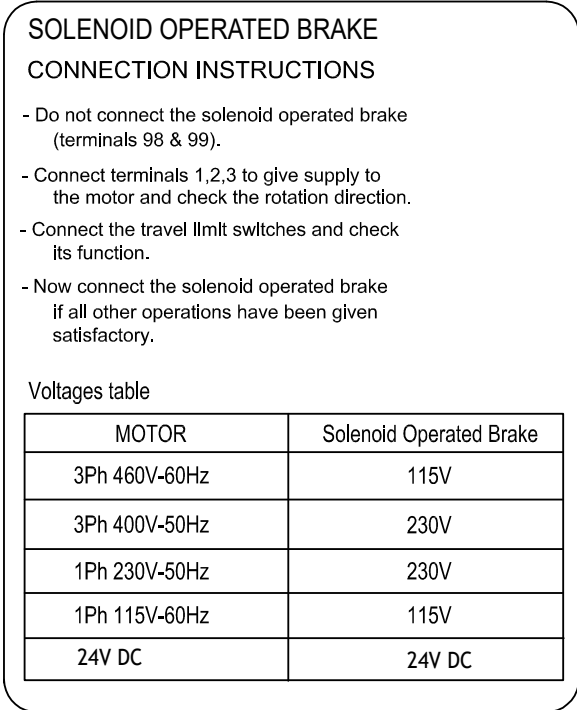 SOLENOID OPERATED BRAKE
CONNECTION INSTRUCTIONS
- Do not connect the solenoid operated brake
(terminals 98 & 99).
- Connect terminals 1,2,3 to give supply to
the motor and check the rotation direction.
- Connect the travel limit switches and check
its function.
- Now connect the solenoid operated brake
if all other operations have been given
satisfactory.
Voltages table
MOTOR Solenoid Operated Brake
3Ph 460V-60Hz 115V
3Ph 400V-50Hz 230V
1Ph 230V-50Hz 230V
1Ph 115V-60Hz 115V
24V DC 24V DC